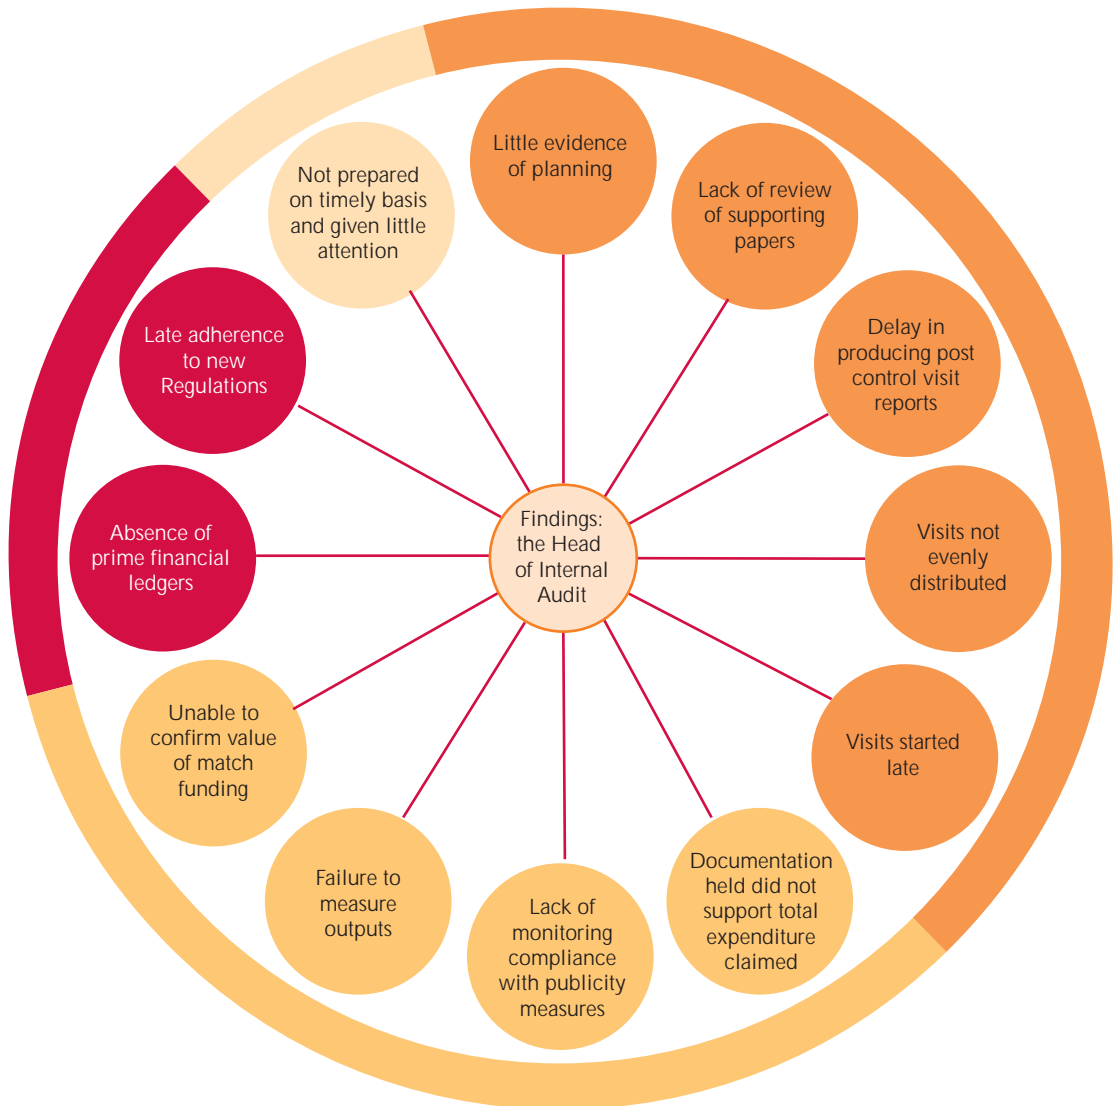 Little evidence
of planning
Lack of review
of supporting
papers
Delay in
producing post
control visit
reports
Visits not
evenly
distributed
Visits started
late
Documentation
held did not
support total
expenditure
claimed
Lack of
monitoring
compliance
with publicity
measures
Failure to
measure
outputs
Unable to
confirm value
of match
funding
Absence of
prime financial
ledgers
Late adherence
to new
Regulations
Not prepared
on timely basis
and given little
attention
Findings:
the Head
of Internal
Audit